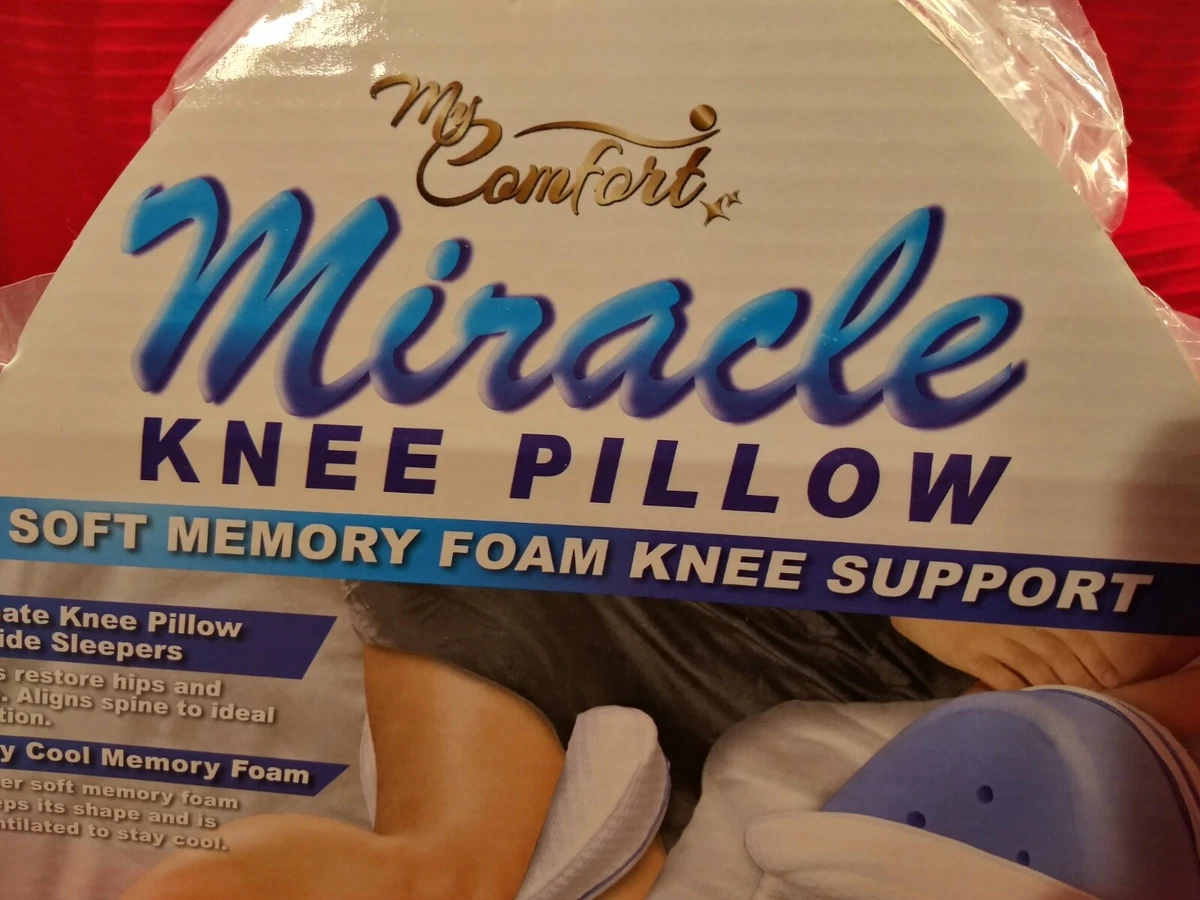 My
Comfort
Miracle
KNEE PILLOW
SOFT MEMORY FOAM KNEE SUPPORT
Knee Pillow
Sleepers
restore hips and
Aligns spine to ideal
Cool Memory Foam
soft memory foam
its shape and is
to stay cool.